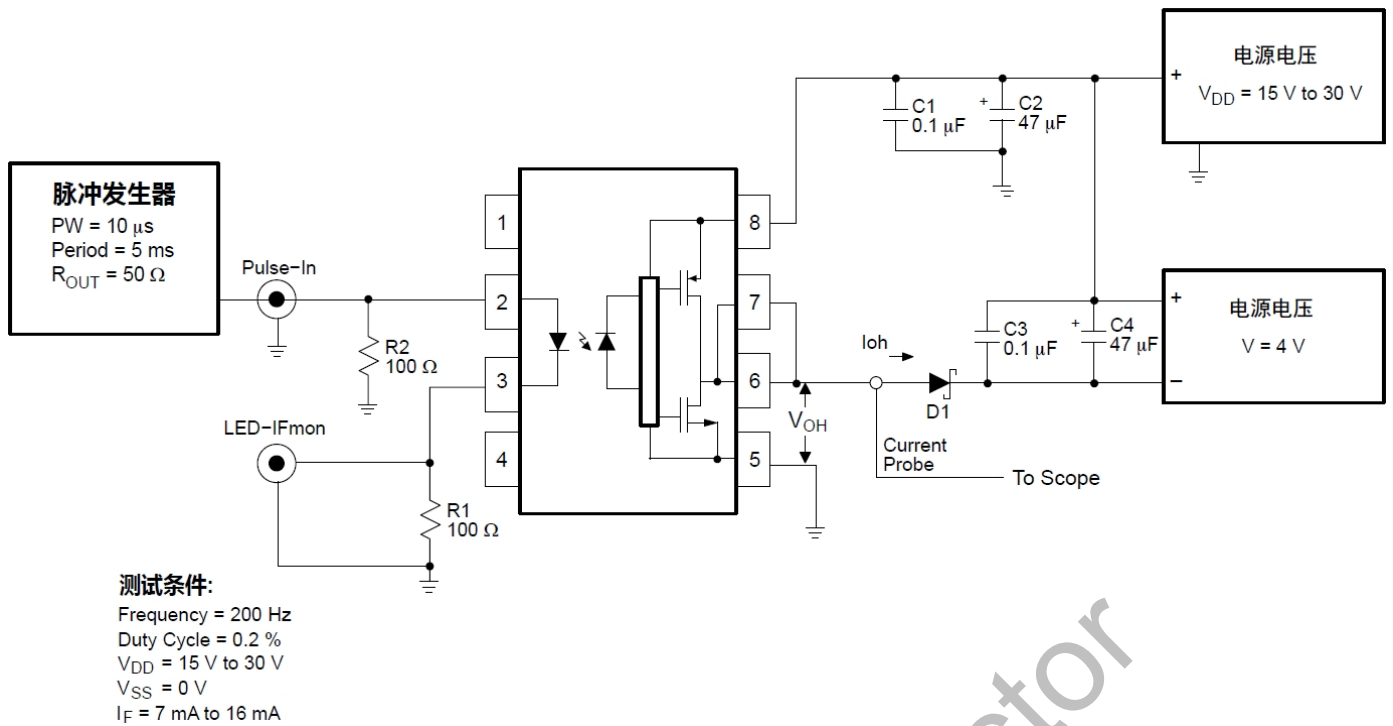 脉冲发生器
PW = 10 μs
Period = 5 ms
R_OUT = 50 Ω
Pulse−In
R2
100 Ω
LED−IFmon
R1
100 Ω
测试条件:
Frequency = 200 Hz
Duty Cycle = 0.2 %
V_DD = 15 V to 30 V
V_SS = 0 V
I_F = 7 mA to 16 mA
1
2
3
4
8
7
6
5
C1
0.1 μF
+
C2
47 μF
+
电源电压
V_DD = 15 V to 30 V
C3
0.1 μF
+
C4
47 μF
+
−
电源电压
V = 4 V
Ioh
D1
V_OH
Current
Probe
To Scope